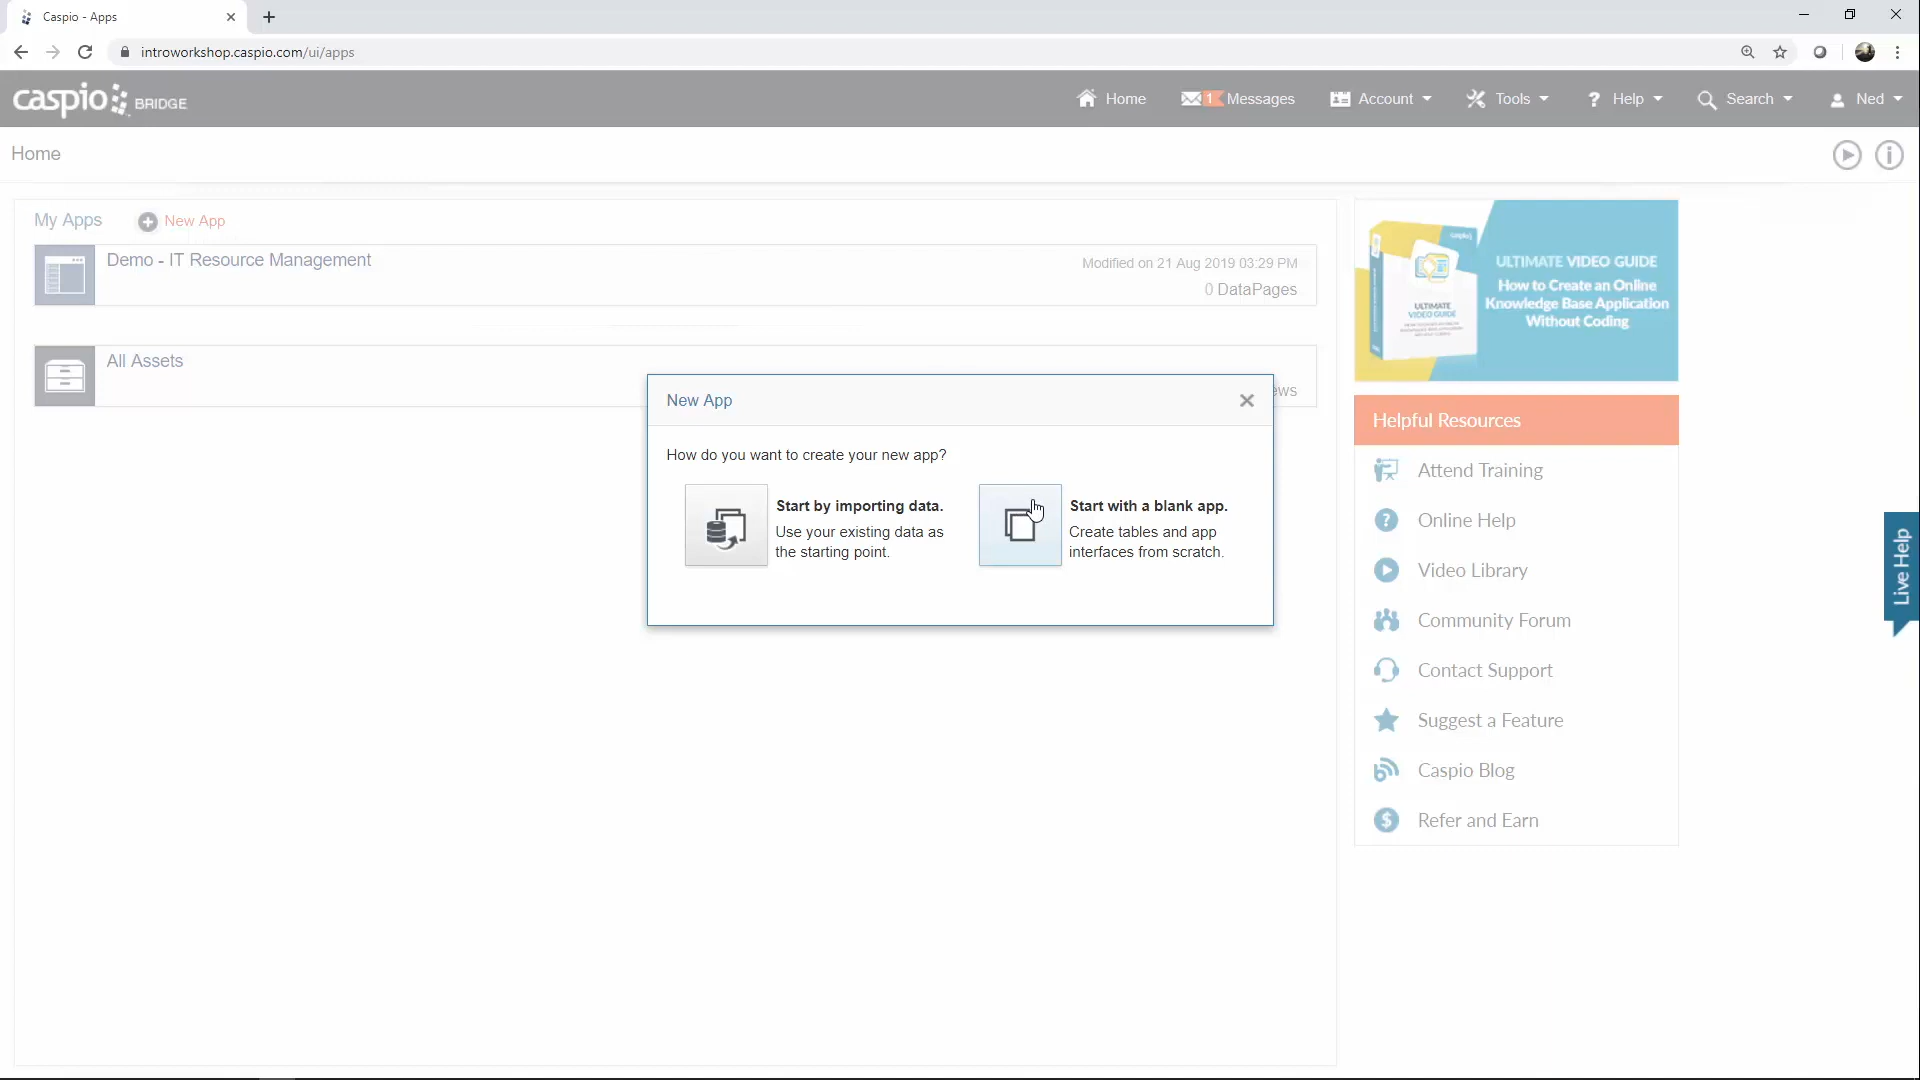 Caspio - Apps
introworkshop.caspio.com/ui/apps
caspio BRIDGE
Home
1 Messages
Account
Tools
? Help
Search
Ned
Home
My Apps
New App
Demo - IT Resource Management
Modified on 21 Aug 2019 03:29 PM
0 DataPages
All Assets
ews
New App
How do you want to create your new app?
Start by importing data.
Use your existing data as
the starting point.
Start with a blank app.
Create tables and app
interfaces from scratch.
caspio
ULTIMATE
VIDEO GUIDE
ULTIMATE VIDEO GUIDE
How to Create an Online
Knowledge Base Application
Without Coding
Helpful Resources
Attend Training
Online Help
Video Library
Community Forum
Contact Support
Suggest a Feature
Caspio Blog
Refer and Earn
Live Help